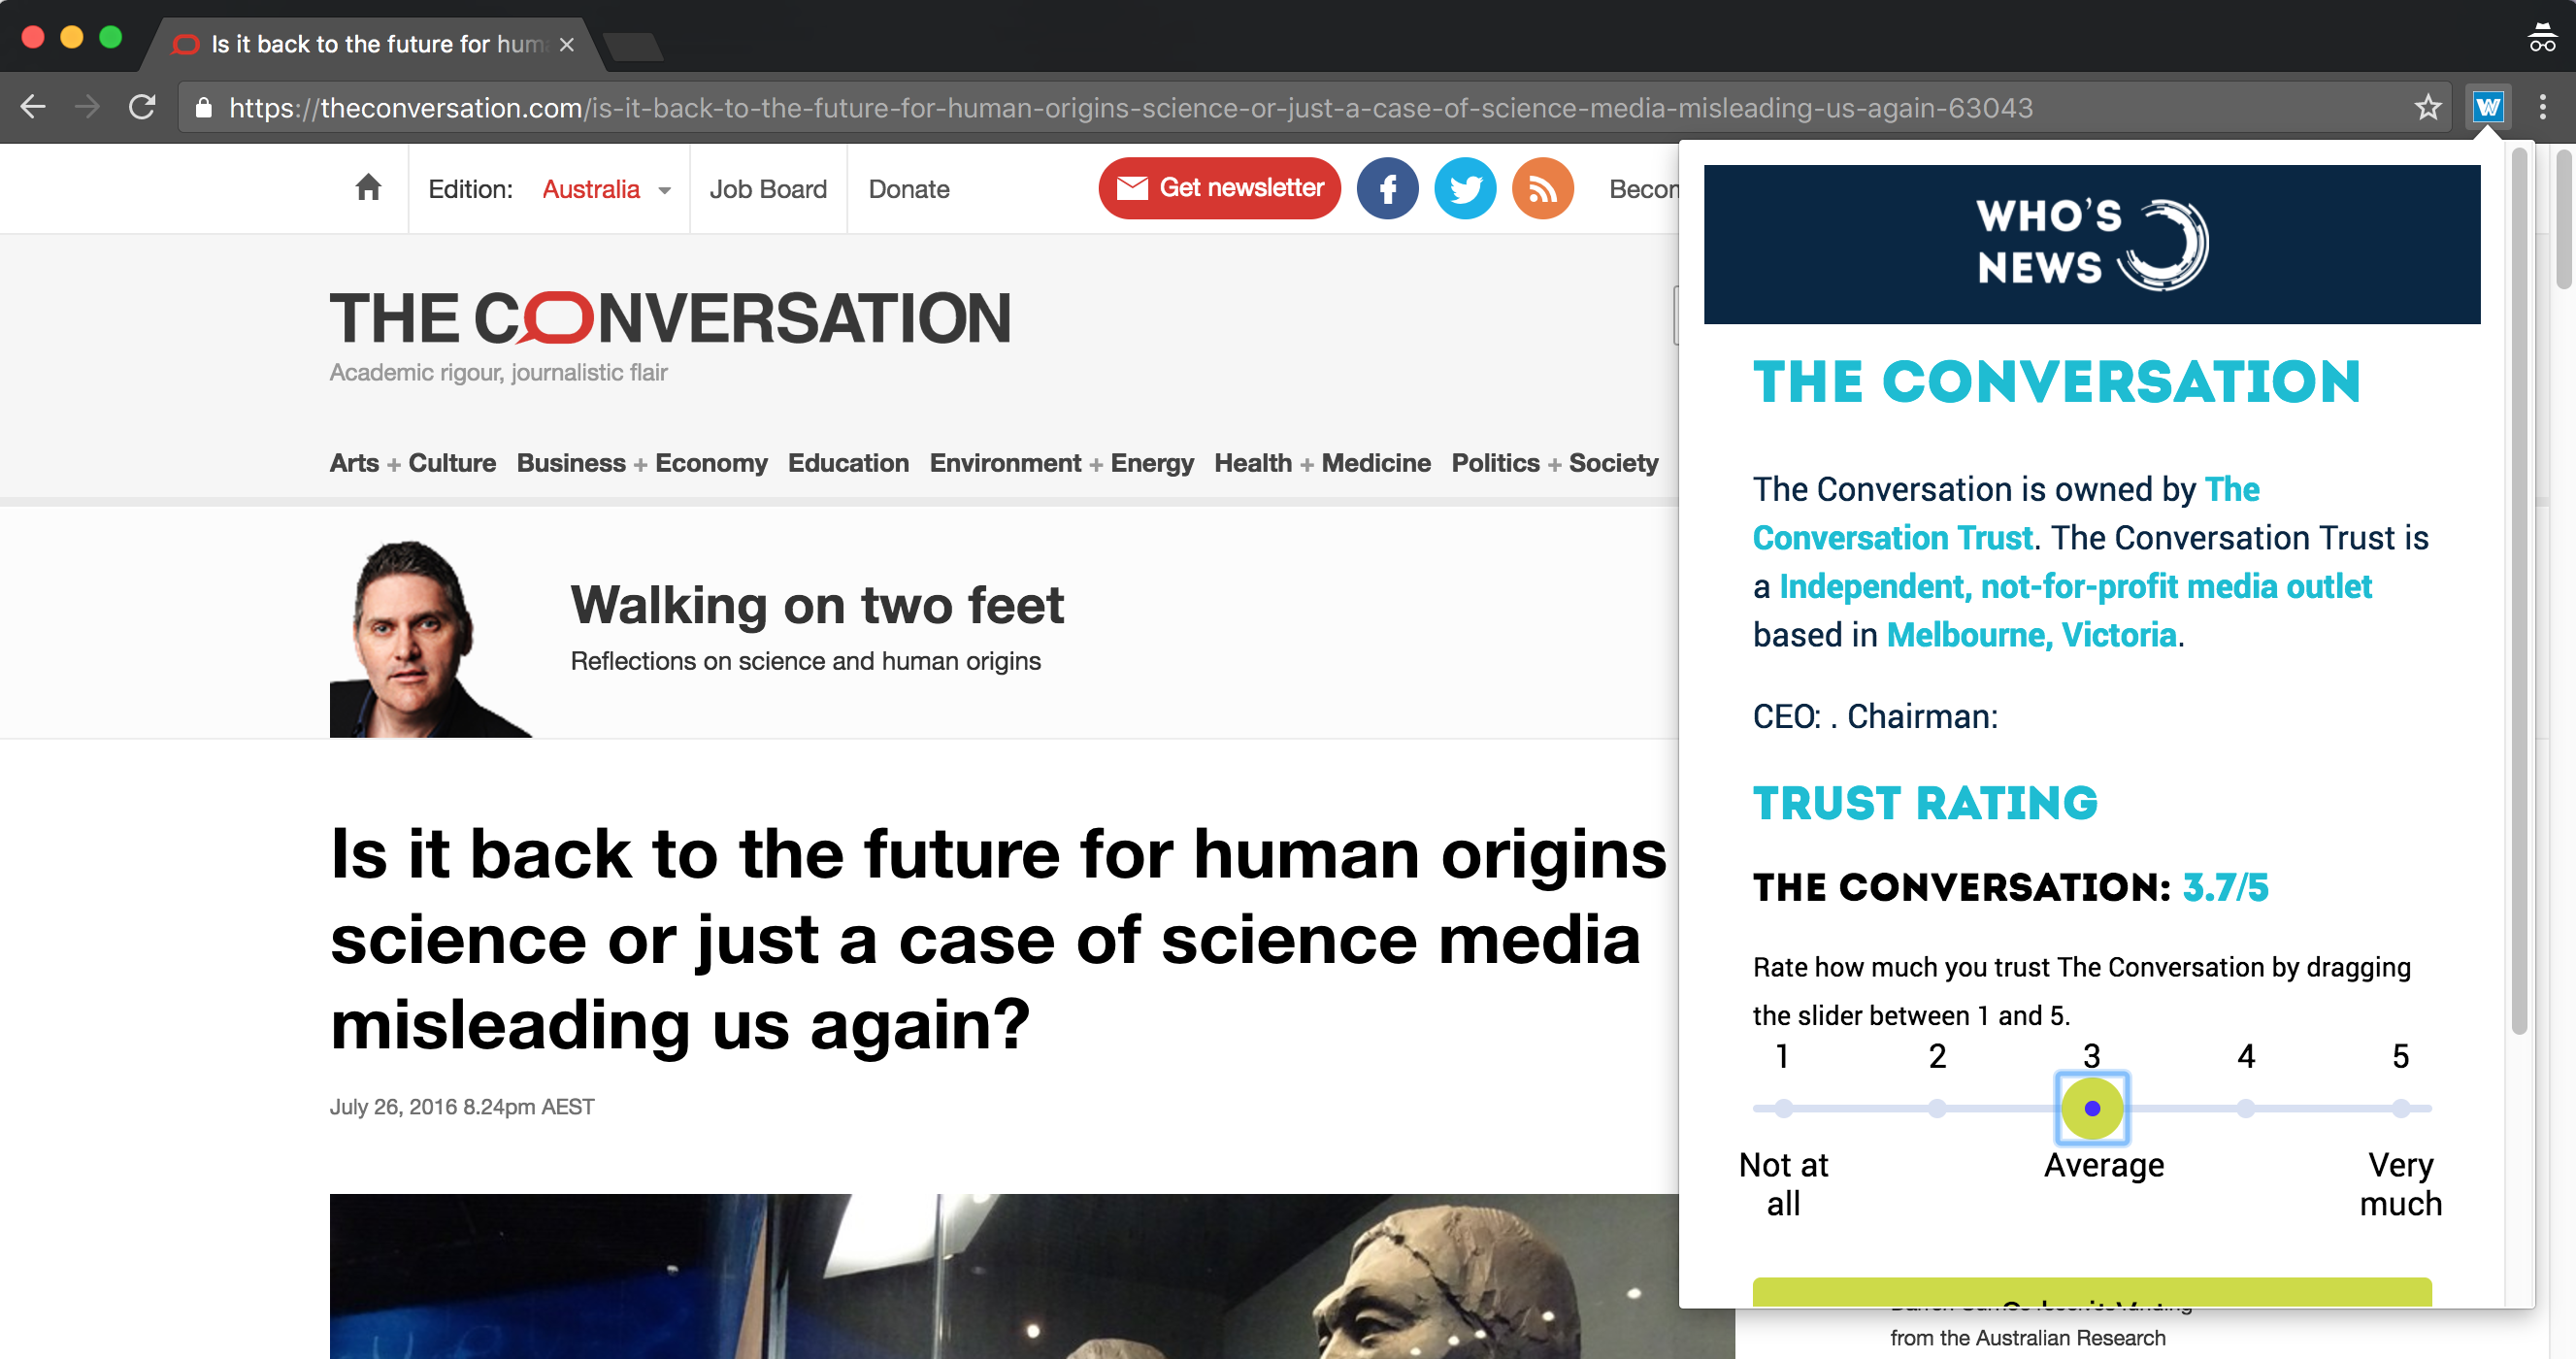 Is it back to the future for hum
https://theconversation.com/is-it-back-to-the-future-for-human-origins-science-or-just-a-case-of-science-media-misleading-us-again-63043
W
Edition: Australia
Job Board
Donate
Get newsletter
Becon
THE CONVERSATION
Academic rigour, journalistic flair
Arts + Culture Business + Economy Education Environment + Energy Health + Medicine Politics + Society
Walking on two feet
Reflections on science and human origins
Is it back to the future for human origins
science or just a case of science media
misleading us again?
July 26, 2016 8.24pm AEST
WHO'S
NEWS
THE CONVERSATION
The Conversation is owned by The
Conversation Trust. The Conversation Trust is
a Independent, not-for-profit media outlet
based in Melbourne, Victoria.
CEO: . Chairman:
TRUST RATING
THE CONVERSATION: 3.7/5
Rate how much you trust The Conversation by dragging
the slider between 1 and 5.
1 2 3 4 5
Not at
all
Average
Very
much
from the Australian Research